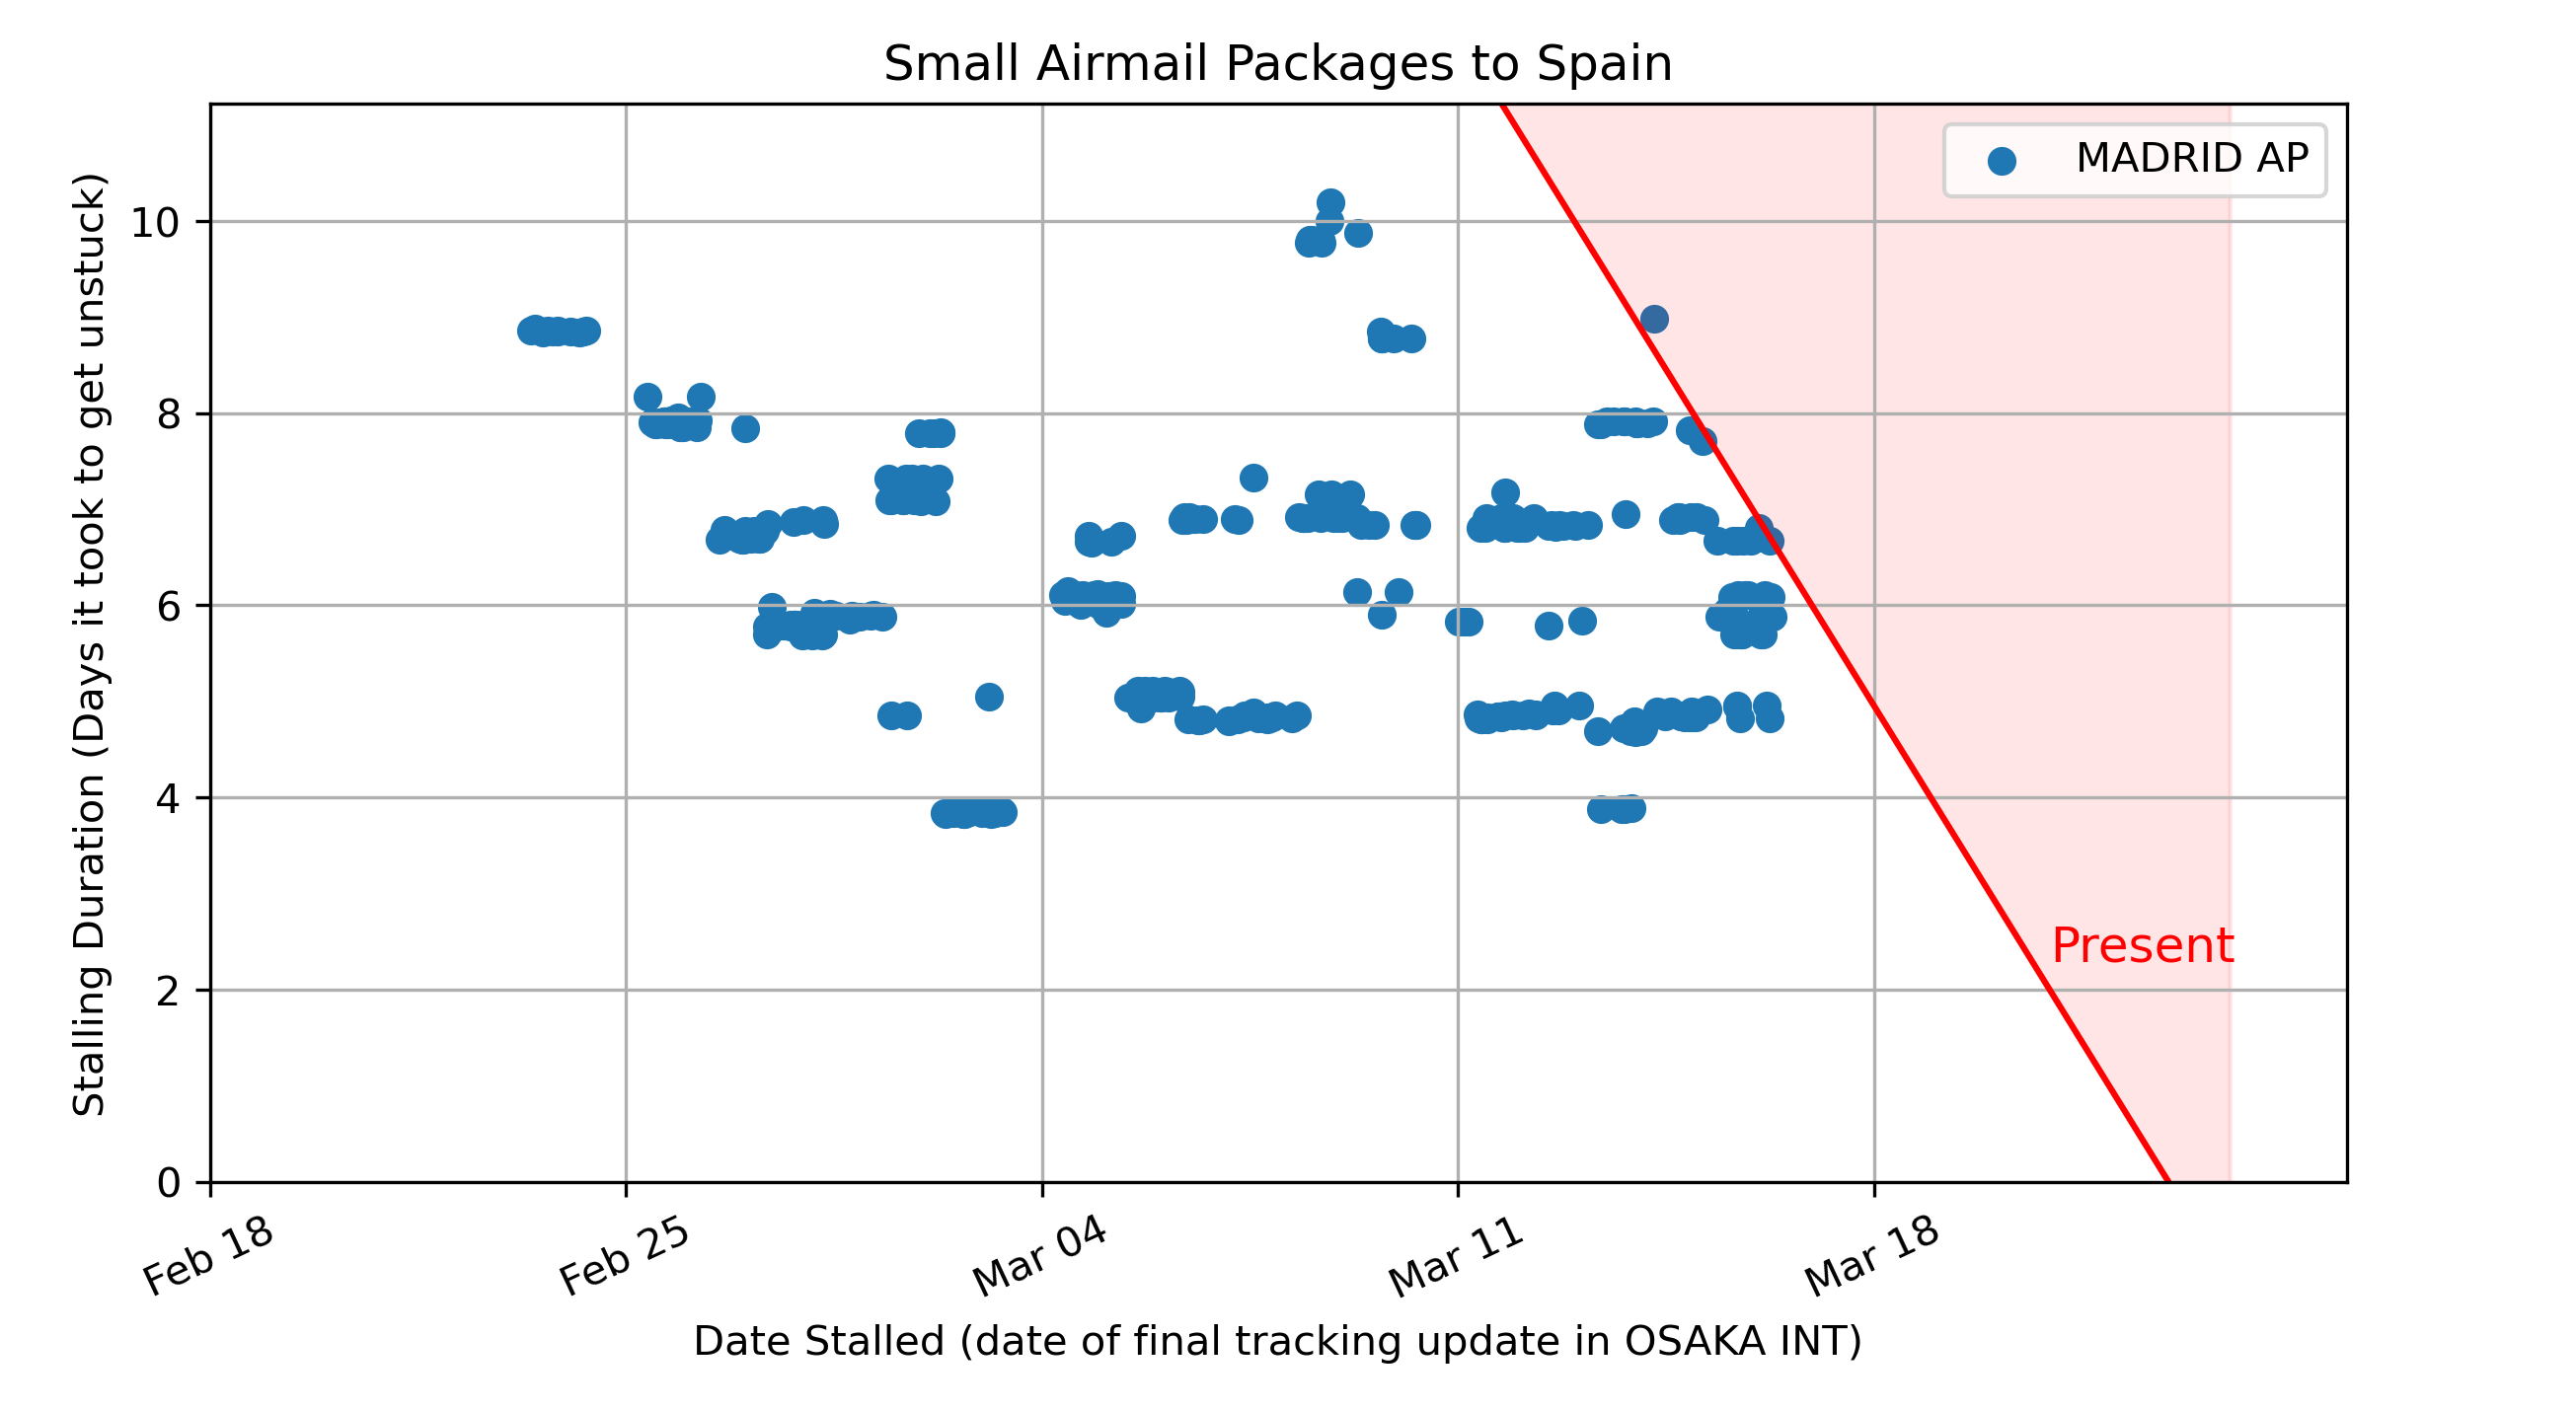 Small Airmail Packages to Spain
MADRID AP
Stalling Duration (Days it took to get unstuck)
10
8
6
4
2
0
Present
Feb 18
Feb 25
Mar 04
Mar 11
Mar 18
Date Stalled (date of final tracking update in OSAKA INT)